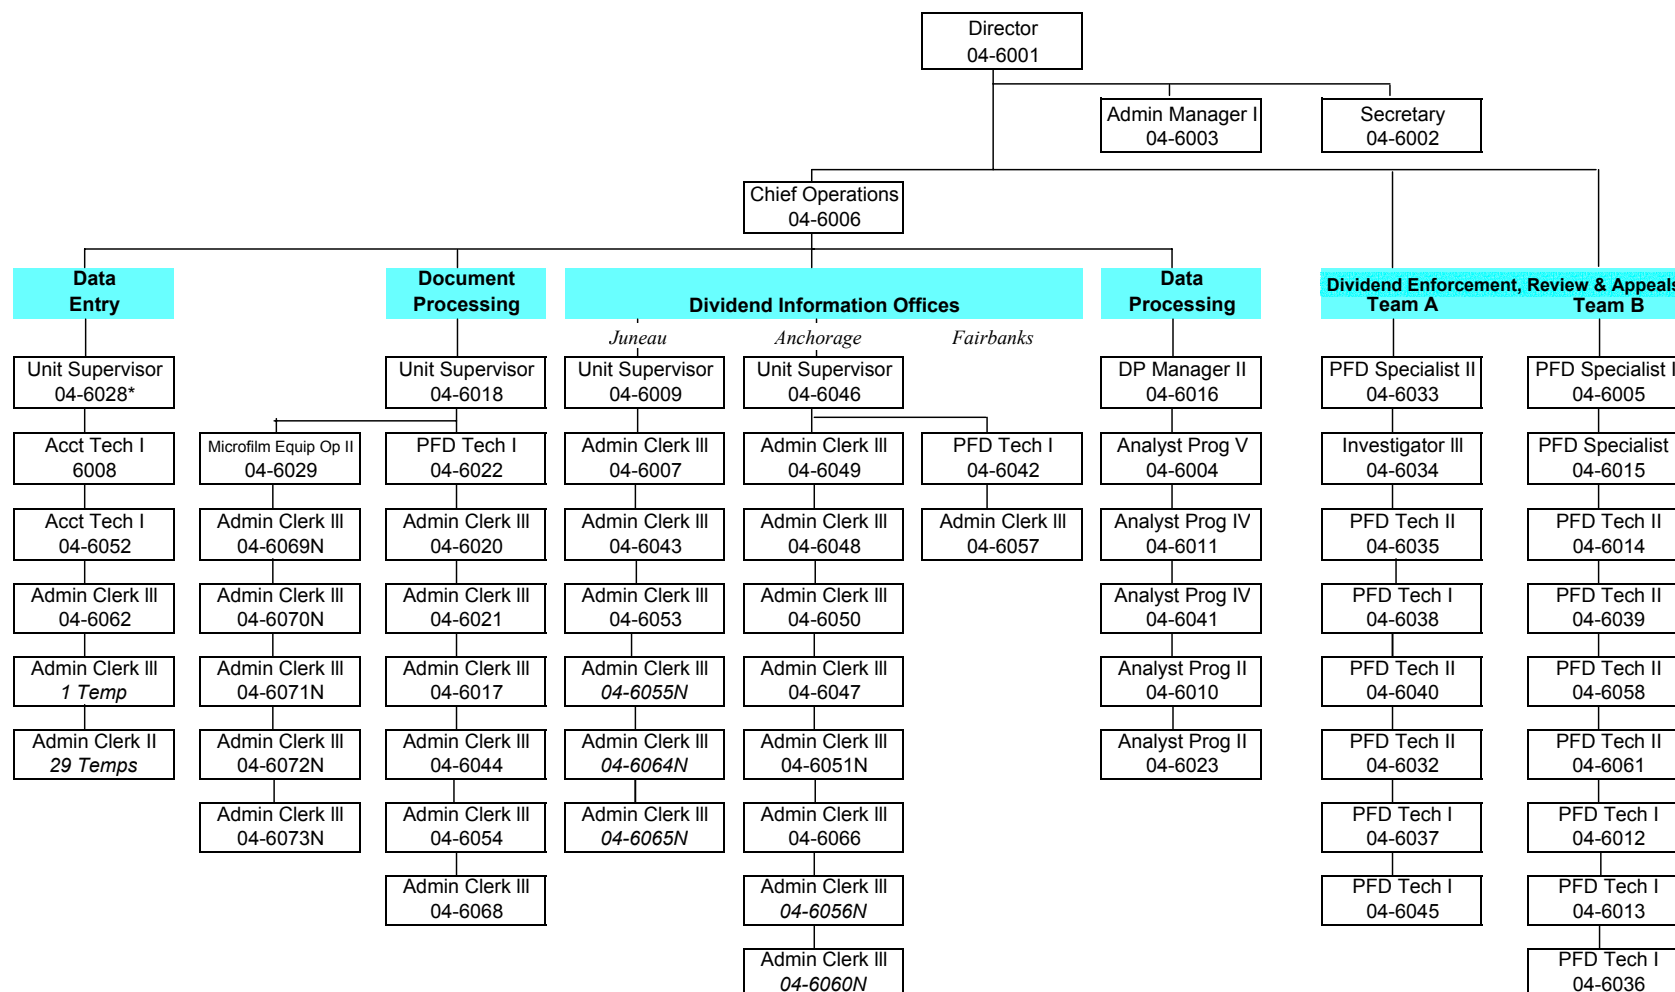 Director
04-6001
Admin Manager I
04-6003
Secretary
04-6002
Chief Operations
04-6006
Data
Entry
Document
Processing
Dividend Information Offices
Data
Processing
Dividend Enforcement, Review & Appeals
Team A
Team B
Juneau
Anchorage
Fairbanks
Unit Supervisor
04-6028*
Unit Supervisor
04-6018
Unit Supervisor
04-6009
Unit Supervisor
04-6046
DP Manager II
04-6016
PFD Specialist II
04-6033
PFD Specialist I
04-6005
Acct Tech I
6008
Microfilm Equip Op II
04-6029
PFD Tech I
04-6022
Admin Clerk III
04-6007
Admin Clerk III
04-6049
PFD Tech I
04-6042
Analyst Prog V
04-6004
Investigator III
04-6034
PFD Specialist
04-6015
Acct Tech I
04-6052
Admin Clerk III
04-6069N
Admin Clerk III
04-6020
Admin Clerk III
04-6043
Admin Clerk III
04-6048
Admin Clerk III
04-6057
Analyst Prog IV
04-6011
PFD Tech II
04-6035
PFD Tech II
04-6014
Admin Clerk III
04-6062
Admin Clerk III
04-6070N
Admin Clerk III
04-6021
Admin Clerk III
04-6053
Admin Clerk III
04-6050
Analyst Prog IV
04-6041
PFD Tech I
04-6038
PFD Tech II
04-6039
Admin Clerk III
1 Temp
Admin Clerk III
04-6071N
Admin Clerk III
04-6017
Admin Clerk III
04-6055N
Admin Clerk III
04-6047
Analyst Prog II
04-6010
PFD Tech II
04-6040
PFD Tech II
04-6058
Admin Clerk II
29 Temps
Admin Clerk III
04-6072N
Admin Clerk III
04-6044
Admin Clerk III
04-6064N
Admin Clerk III
04-6051N
Analyst Prog II
04-6023
PFD Tech II
04-6032
PFD Tech II
04-6061
Admin Clerk III
04-6073N
Admin Clerk III
04-6054
Admin Clerk III
04-6065N
Admin Clerk III
04-6066
PFD Tech I
04-6037
PFD Tech I
04-6012
Admin Clerk III
04-6068
Admin Clerk III
04-6056N
PFD Tech I
04-6045
PFD Tech I
04-6013
Admin Clerk III
04-6060N
PFD Tech I
04-6036